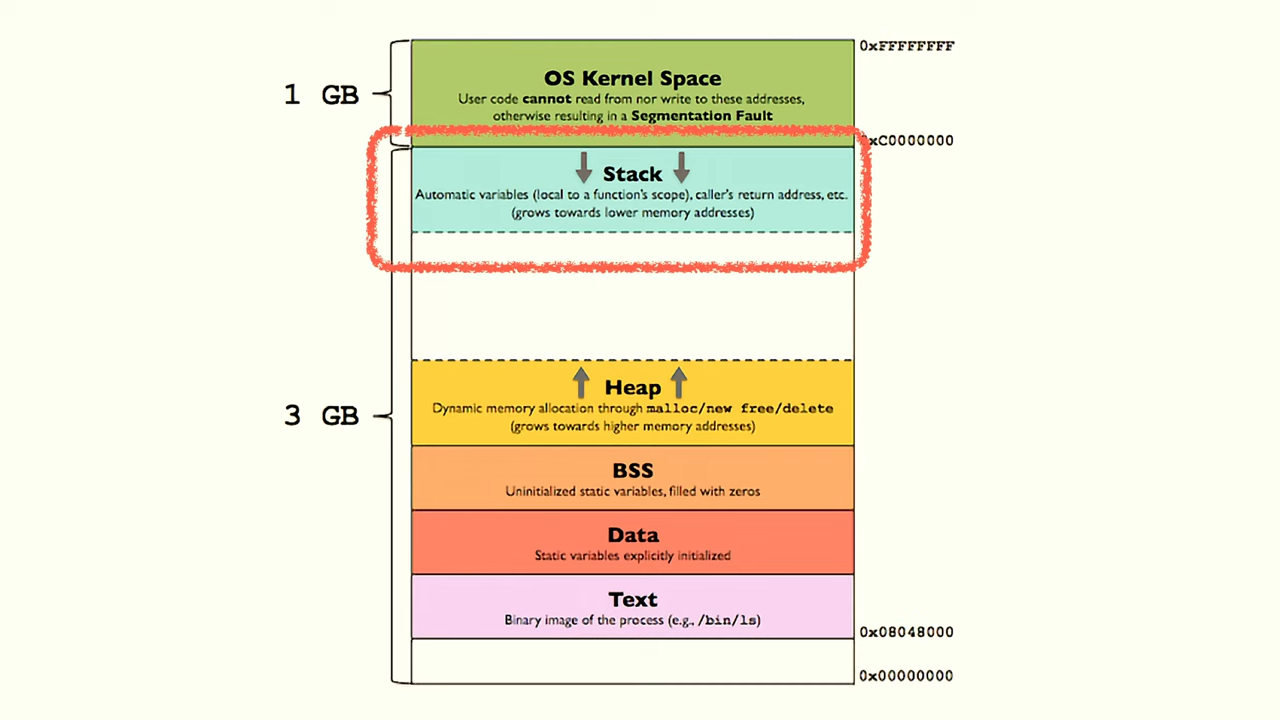 0xFFFFFFFF
OS Kernel Space
1 GB
User code cannot read from nor write to these addresses,
otherwise resulting in a Segmentation Fault
0xC0000000
Stack
Automatic variables (local to a function's scope), caller's return address, etc.
(grows towards lower memory addresses)
Heap
3 GB
Dynamic memory allocation through malloc/new free/delete
(grows towards higher memory addresses)
BSS
Uninitialized static variables, filled with zeros
Data
Static variables explicitly initialized
Text
Binary image of the process (e.g., /bin/ls)
0x08048000
0x00000000